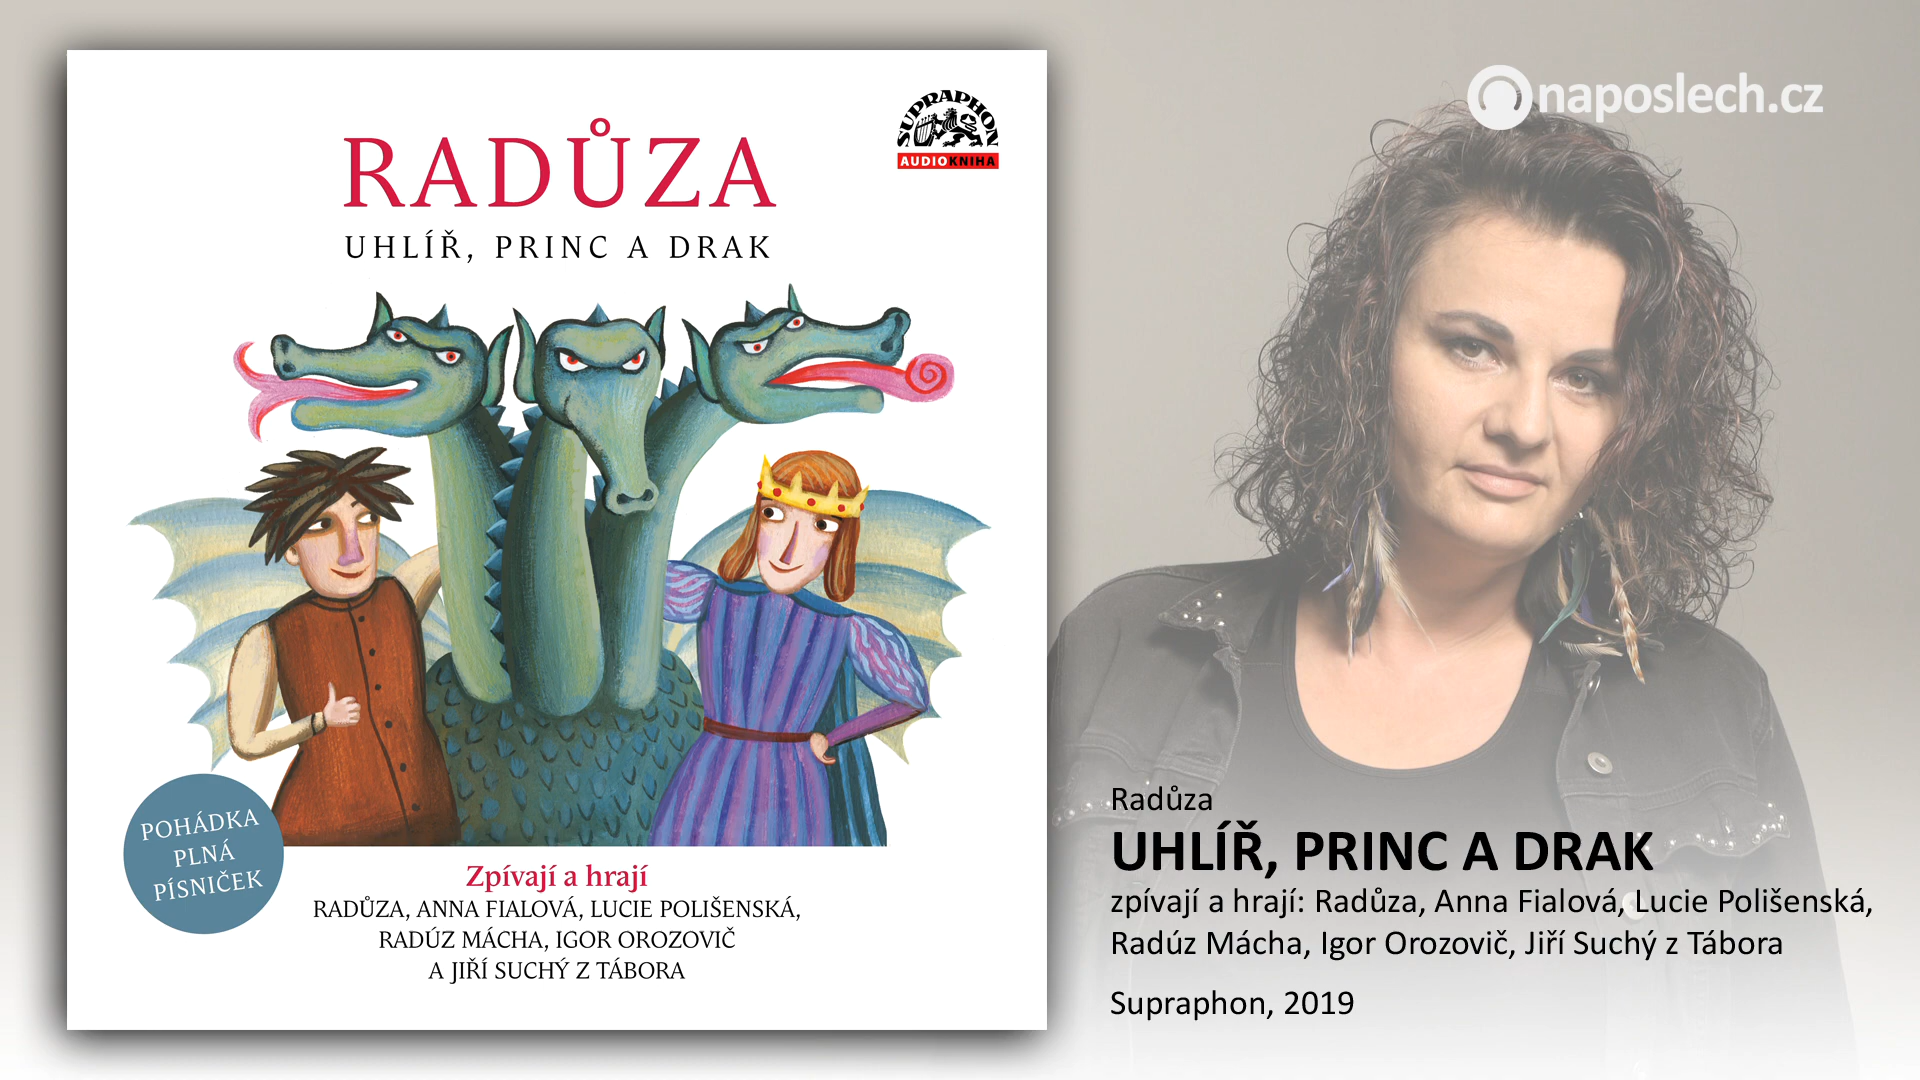 RADŮZA
UHLÍŘ, PRINC A DRAK
SUPRAPHON
AUDIOKNIHA
POHÁDKA
PLNÁ
PÍSNIČEK
Zpívají a hrají
RADŮZA, ANNA FIALOVÁ, LUCIE POLIŠENSKÁ,
RADÚZ MÁCHA, IGOR OROZOVIČ
A JIŘÍ SUCHÝ Z TÁBORA
naposlech.cz
Radůza
UHLÍŘ, PRINC A DRAK
zpívají a hrají: Radůza, Anna Fialová, Lucie Polišenská,
Radúz Mácha, Igor Orozovič, Jiří Suchý z Tábora
Supraphon, 2019